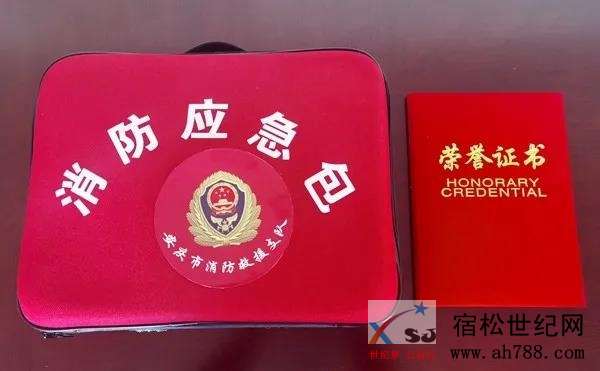 消防应急包
安庆市消防救援支队
荣誉证书
HONORARY
CREDENTIAL
SJ
宿松世纪网
www.ah788.com